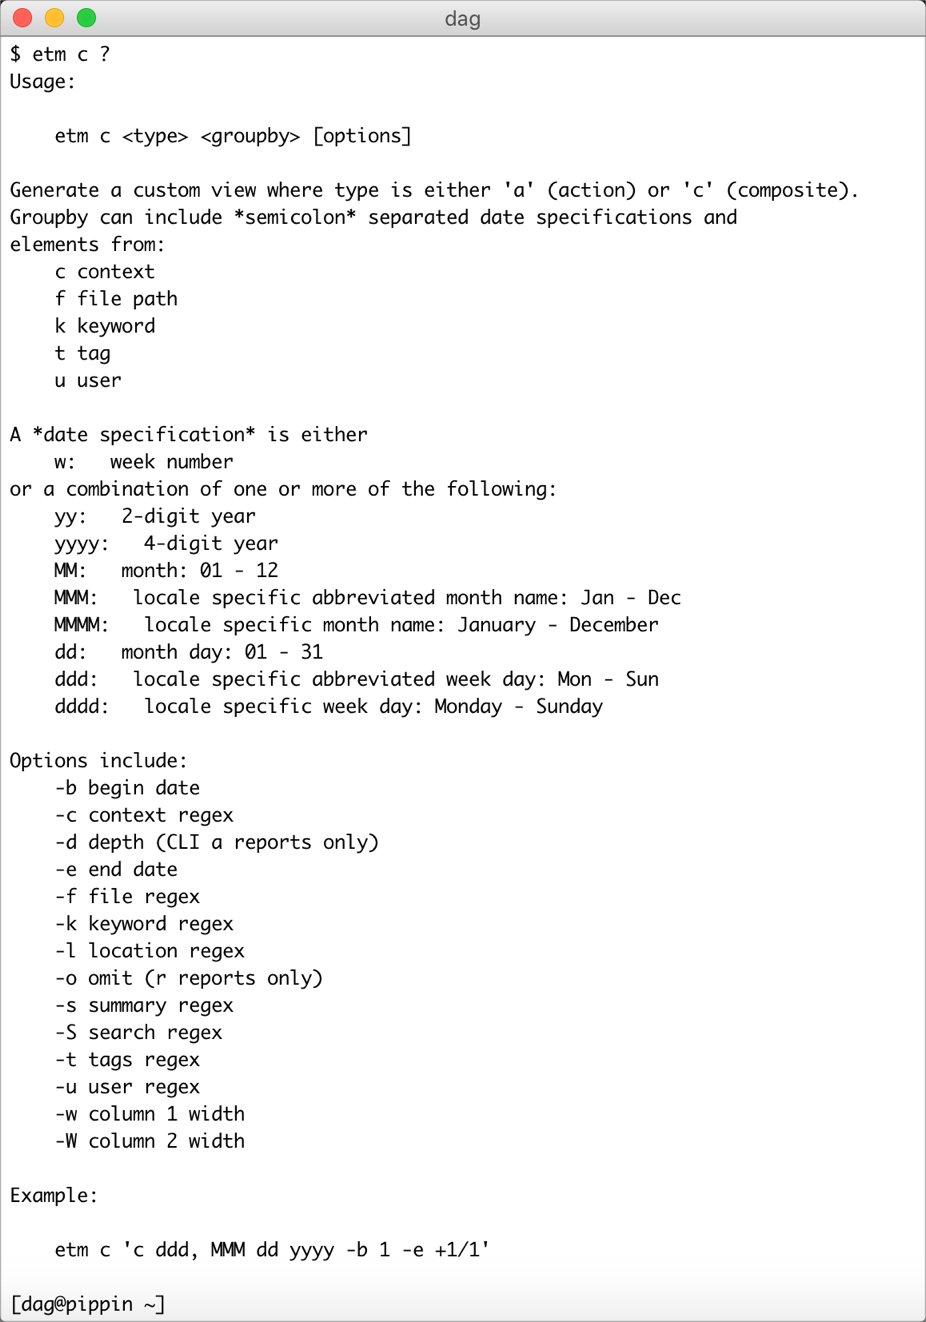 dag
$ etm c ?
Usage:
etm c <type> <groupby> [options]
Generate a custom view where type is either 'a' (action) or 'c' (composite).
Groupby can include *semicolon* separated date specifications and
elements from:
c context
f file path
k keyword
t tag
u user
A *date specification* is either
w:   week number
or a combination of one or more of the following:
yy:   2-digit year
yyyy:   4-digit year
MM:   month: 01 - 12
MMM:   locale specific abbreviated month name: Jan - Dec
MMMM:   locale specific month name: January - December
dd:   month day: 01 - 31
ddd:   locale specific abbreviated week day: Mon - Sun
dddd:   locale specific week day: Monday - Sunday
Options include:
-b begin date
-c context regex
-d depth (CLI a reports only)
-e end date
-f file regex
-k keyword regex
-l location regex
-o omit (r reports only)
-s summary regex
-S search regex
-t tags regex
-u user regex
-w column 1 width
-W column 2 width
Example:
etm c 'c ddd, MMM dd yyyy -b 1 -e +1/1'
[dag@pippin ~]